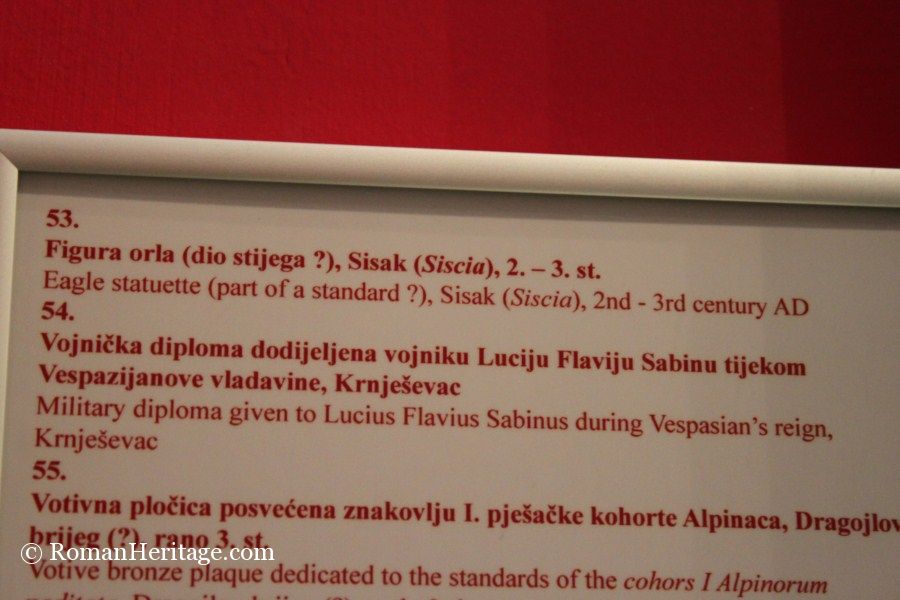 53.
Figura orla (dio stijega ?), Sisak (Siscia), 2. – 3. st.
Eagle statuette (part of a standard ?), Sisak (Siscia), 2nd - 3rd century AD
54.
Vojnička diploma dodijeljena vojniku Luciju Flaviju Sabinu tijekom
Vespazijanove vladavine, Krnješevac
Military diploma given to Lucius Flavius Sabinus during Vespasian's reign,
Krnješevac
55.
Votivna pločica posvećena znakovlju I. pješačke kohorte Alpinaca, Dragojlov
brijeg (?), rano 3. st.
Votive bronze plaque dedicated to the standards of the cohors I Alpinorum
© RomanHeritage.com